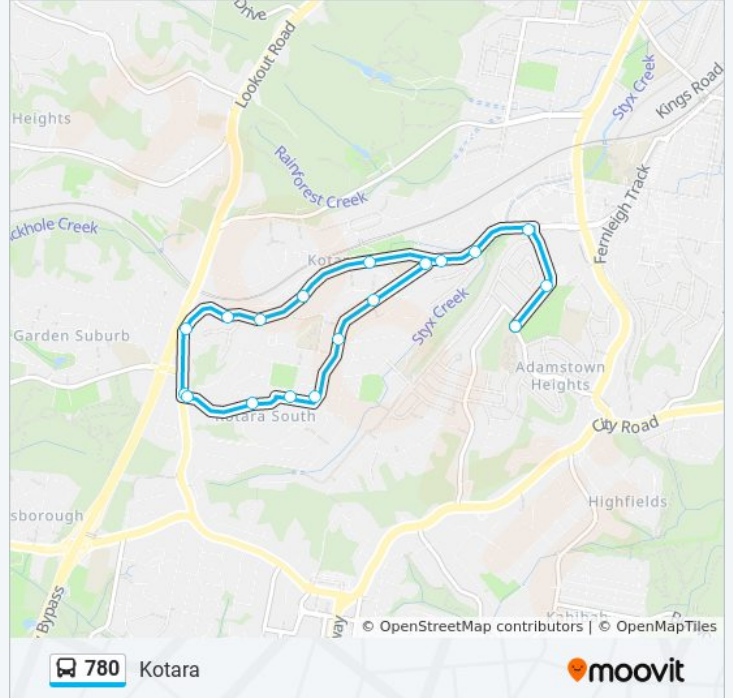 Drive
Lookout Road
Styx Creek
Kings Road
Heights
Rainforest Creek
Fernleigh Track
ckhole Creek
Kota
Styx Creek
Garden Suburb
Adamstown
Heights
Kotara South
City Road
Highfields
sborough
Bypass
Kahibah
way
© OpenStreetMap contributors | © OpenMapTiles
780 Kotara
moovit